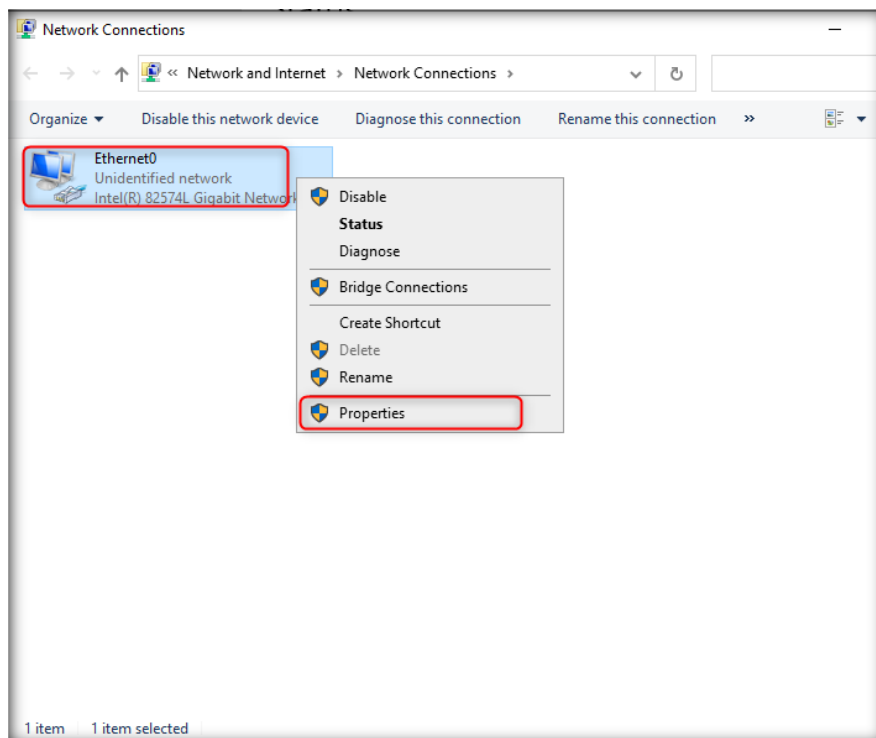 Network Connections
« Network and Internet > Network Connections >
Organize Disable this network device Diagnose this connection Rename this connection »
Ethernet0
Unidentified network
Intel(R) 82574L Gigabit Network
Disable
Status
Diagnose
Bridge Connections
Create Shortcut
Delete
Rename
Properties
1 item 1 item selected